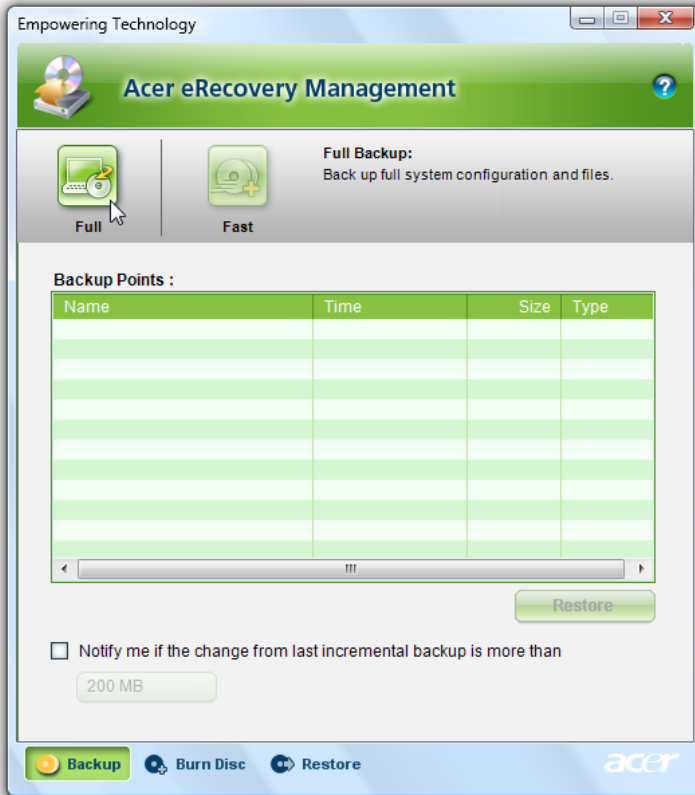 Empowering Technology
Acer eRecovery Management
Full
Fast
Full Backup:
Back up full system configuration and files.
Backup Points :
Name Time Size Type
Restore
Notify me if the change from last incremental backup is more than
200 MB
Backup Burn Disc Restore acer